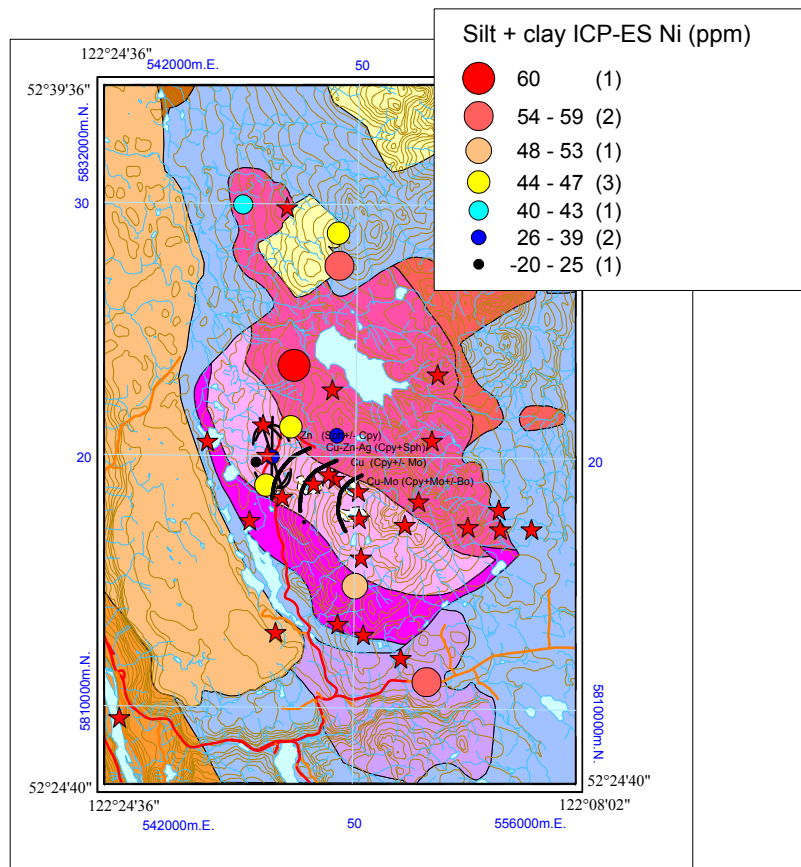 Silt + clay ICP-ES Ni (ppm)
60 (1)
54 - 59 (2)
48 - 53 (1)
44 - 47 (3)
40 - 43 (1)
26 - 39 (2)
-20 - 25 (1)
122°24'36"
542000m.E.
50
52°39'36"
5832000m.N.
30
20
20
Zn (Sph+/- Cpy)
Cu-Zn-Ag (Cpy+Sph)
Cu (Cpy+/- Mo)
Cu-Mo (Cpy+Mo+/-Bo)
5810000m.N.
5810000m.N.
52°24'40"
52°24'40"
122°24'36"
122°08'02"
542000m.E.
50
556000m.E.